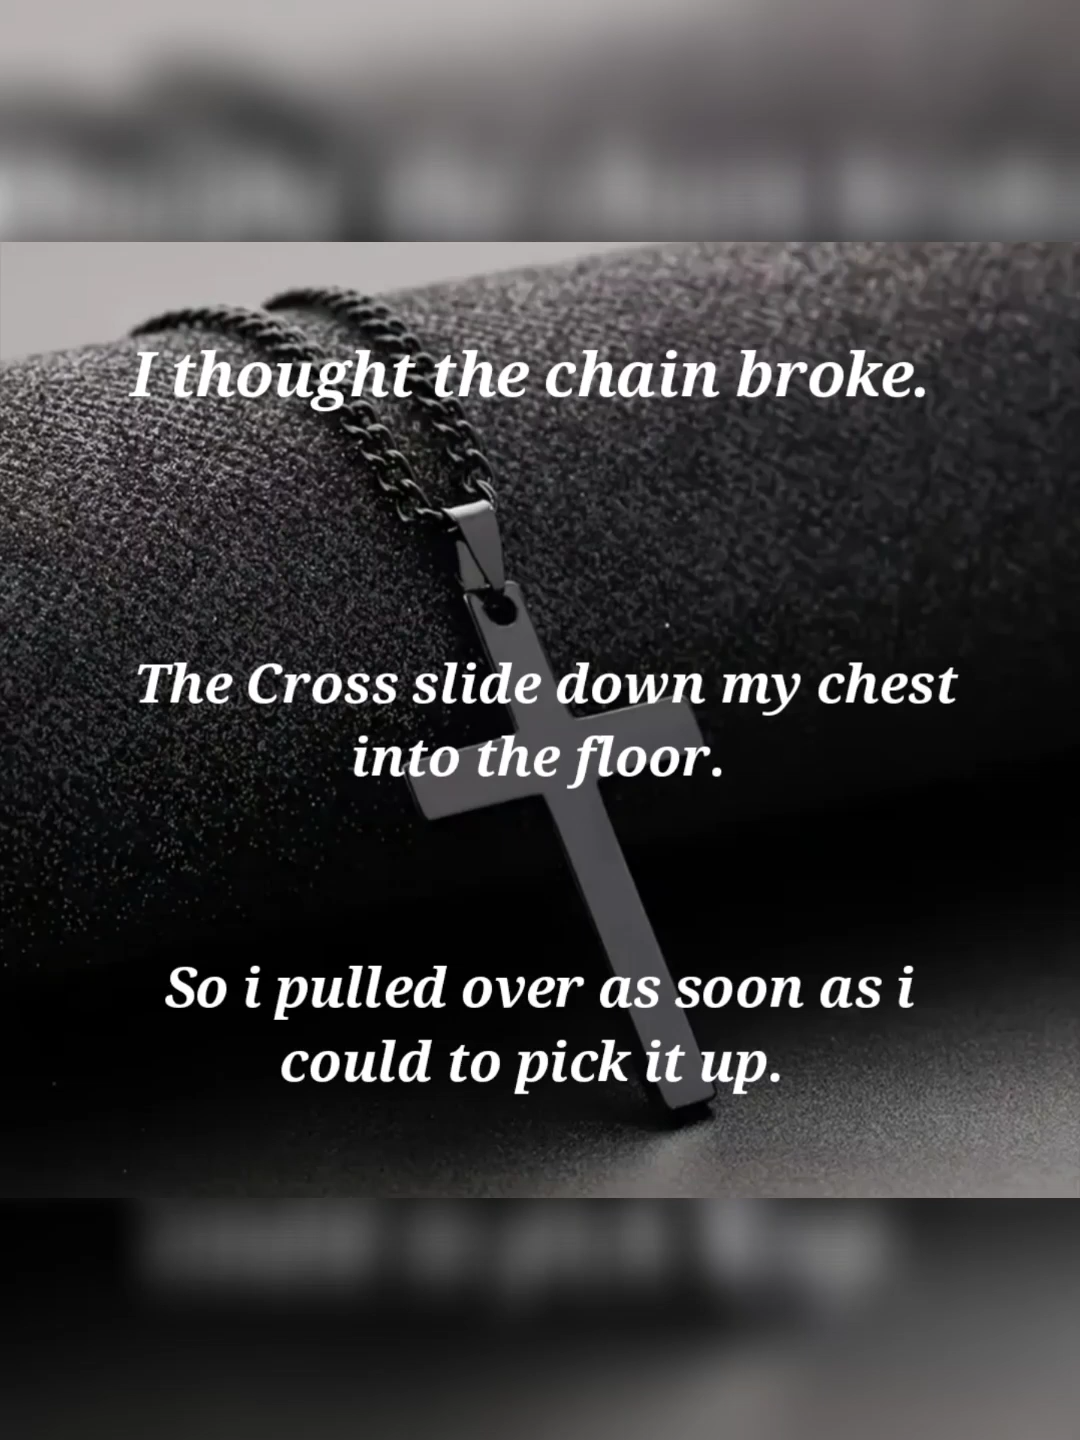 I thought the chain broke.
The Cross slide down my chest
into the floor.
So i pulled over as soon as i
could to pick it up.